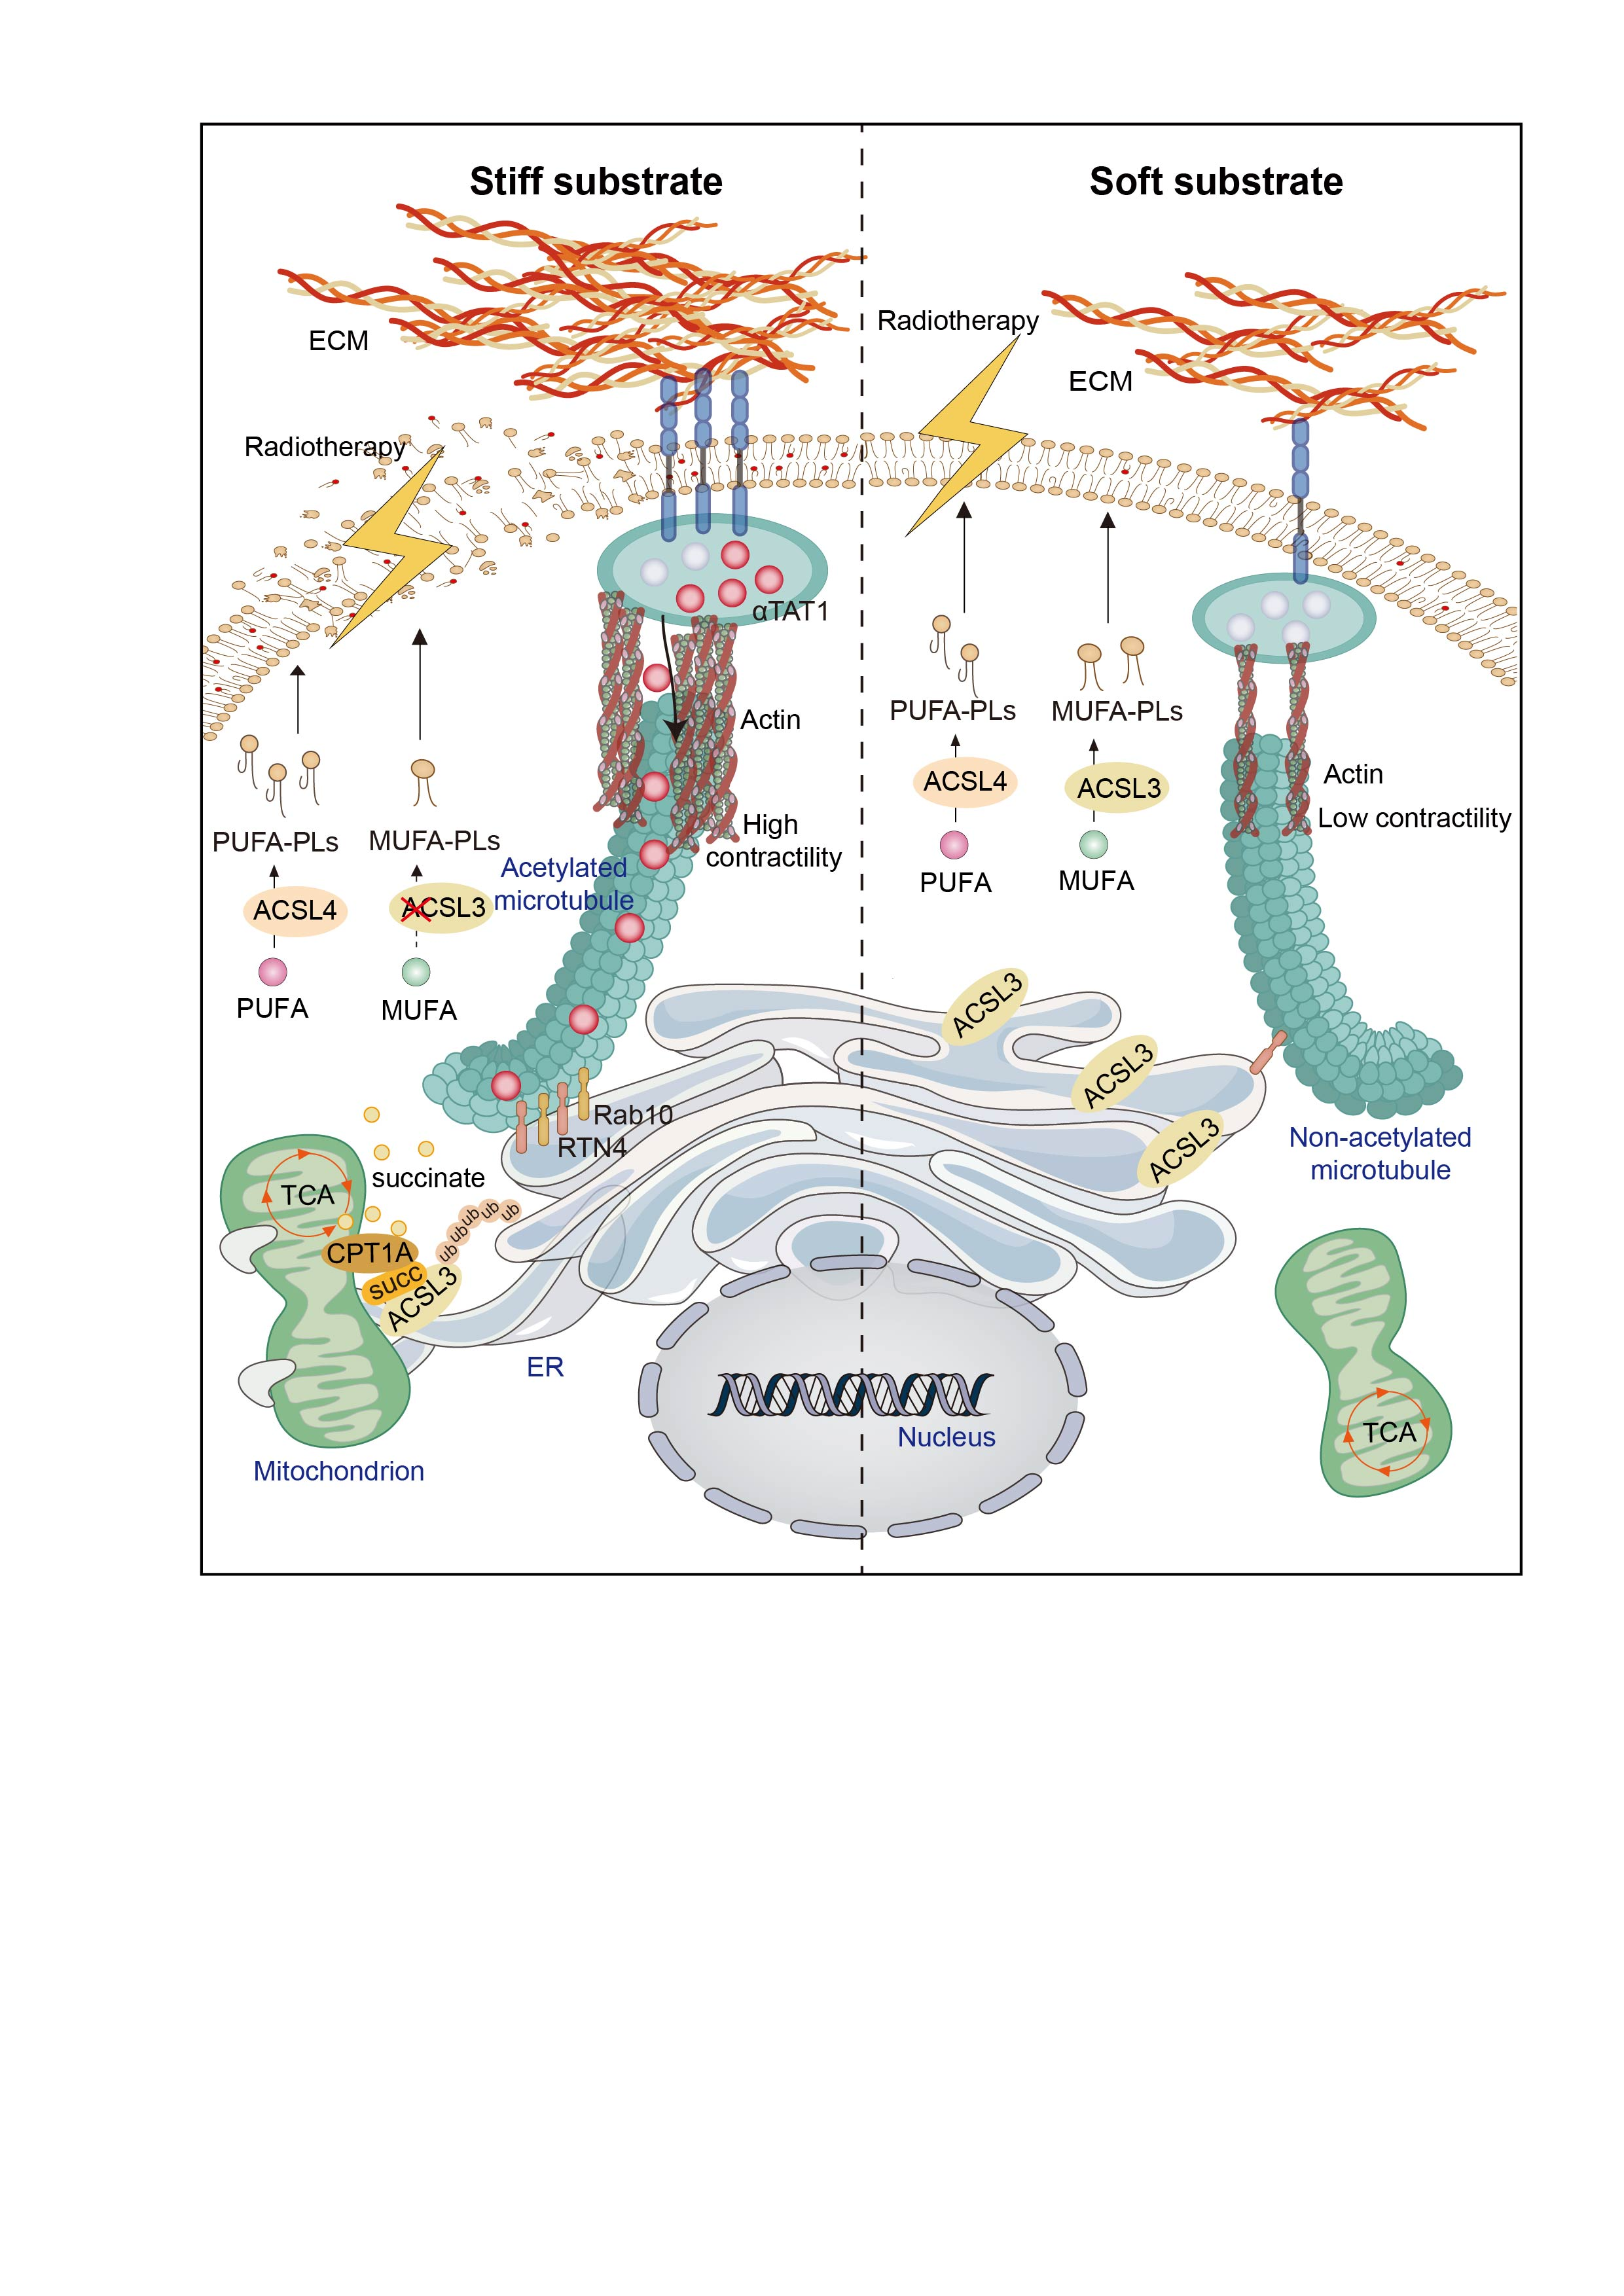 Stiff substrate
Soft substrate
ECM
Radiotherapy
αTAT1
Actin
High
contractility
PUFA-PLs
MUFA-PLs
Acetylated
microtubule
ACSL4
ACSL3
PUFA
MUFA
Rab10
RTN4
succinate
TCA
CPT1A
succ
ACSL3
ub
ub
ub
ub
ub
ER
Mitochondrion
Radiotherapy
ECM
PUFA-PLs
MUFA-PLs
ACSL4
ACSL3
PUFA
MUFA
Actin
Low contractility
ACSL3
ACSL3
ACSL3
Non-acetylated
microtubule
Nucleus
TCA